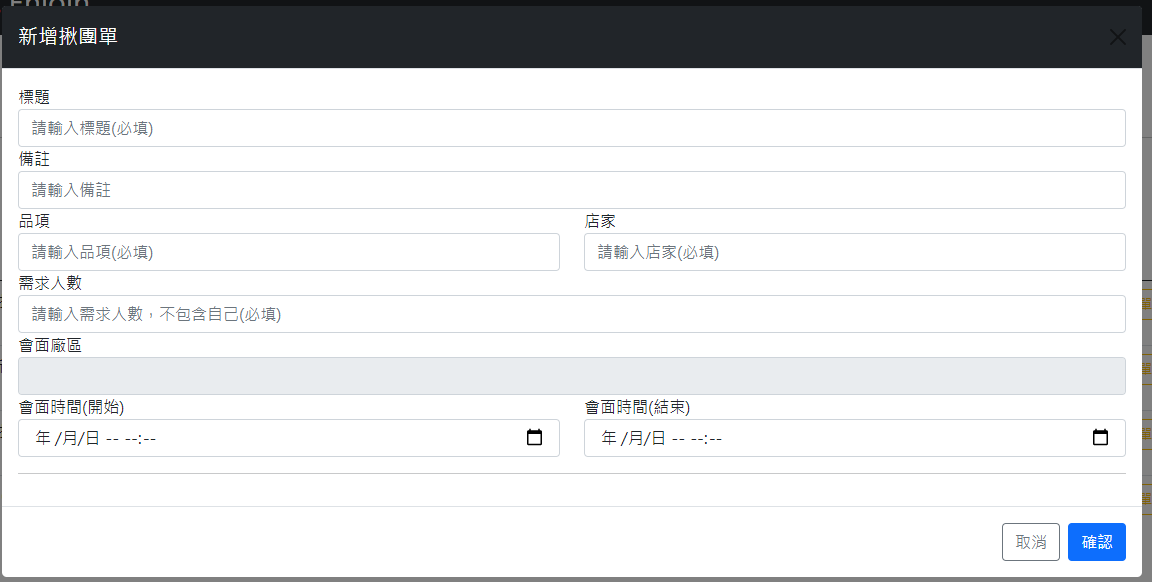 新增揪團單
標題
請輸入標題(必填)
備註
請輸入備註
品項
店家
請輸入品項(必填)
請輸入店家(必填)
需求人數
請輸入需求人數，不包含自己(必填)
會面廠區
會面時間(開始)
會面時間(結束)
年 /月/日 -- --:--
年 /月/日 -- --:--
取消
確認